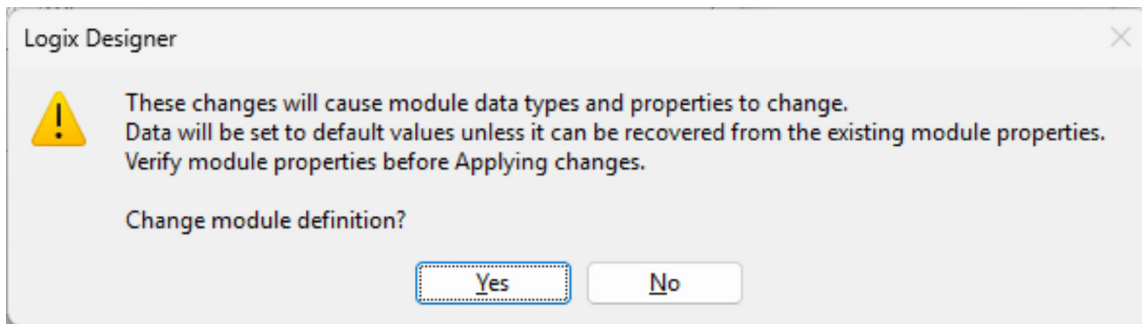 Logix Designer
These changes will cause module data types and properties to change.
Data will be set to default values unless it can be recovered from the existing module properties.
Verify module properties before Applying changes.
Change module definition?
Yes
No